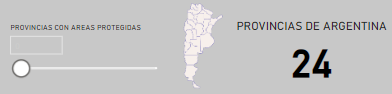 PROVINCIAS CON AREAS PROTEGIDAS
PROVINCIAS DE ARGENTINA
24